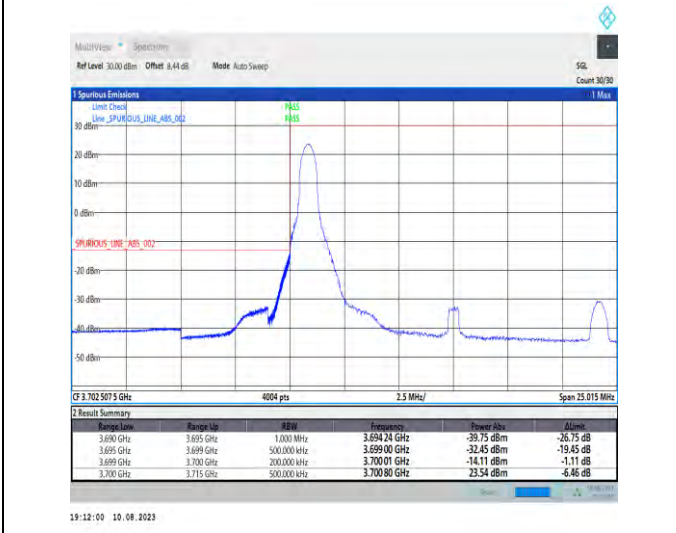 MultiView Spectrum
Ref Level 30.00 dBm Offset 8.44 dB Mode Auto Sweep SGL
Count 30/30
1 Spurious Emissions 1 Max
Limit Check PASS
Line _SPURIOUS_LINE_ABS_002 PASS
30 dBm
20 dBm
10 dBm
0 dBm
SPURIOUS_LINE_ABS_002
-20 dBm
-30 dBm
-40 dBm
-50 dBm
CF 3.702 507 5 GHz 4004 pts 2.5 MHz/ Span 25.015 MHz
2 Result Summary
Range Low Range Up RBW Frequency Power Abs ΔLimit
3.690 GHz 3.695 GHz 1.000 MHz 3.694 24 GHz -39.75 dBm -26.75 dB
3.695 GHz 3.699 GHz 500.000 kHz 3.699 00 GHz -32.45 dBm -19.45 dB
3.699 GHz 3.700 GHz 200.000 kHz 3.700 01 GHz -14.11 dBm -1.11 dB
3.700 GHz 3.715 GHz 500.000 kHz 3.700 80 GHz 23.54 dBm -6.46 dB
19:12:00 10.08.2023